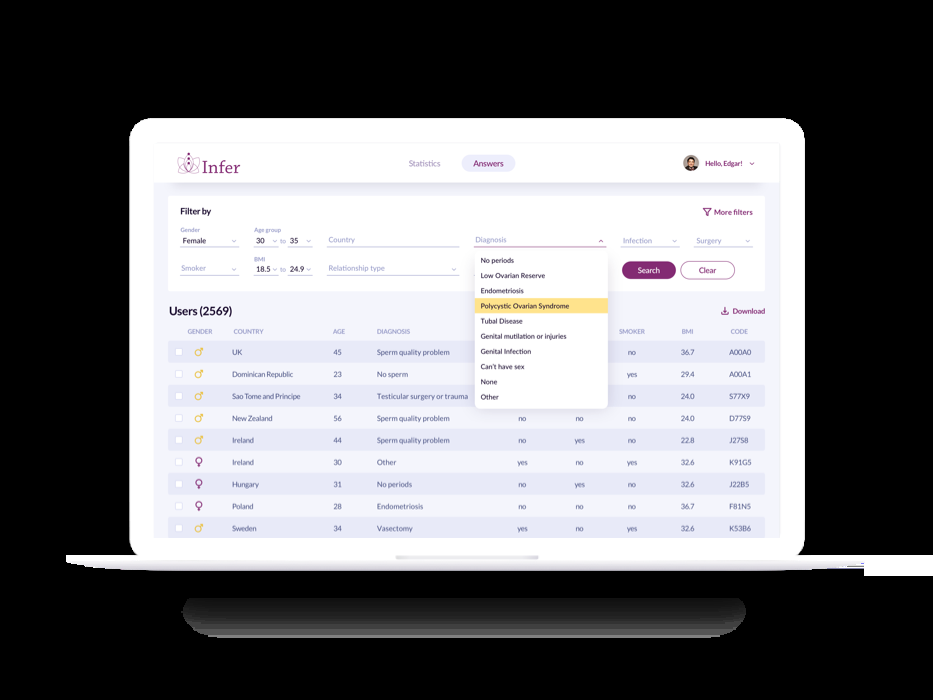 Infer
Statistics Answers Hello, Edgar!
Filter by More filters
Gender Age group
Female 30 to 35 Country Diagnosis Infection Surgery
BMI
Smoker 18.5 to 24.9 Relationship type Search Clear
No periods
Low Ovarian Reserve
Endometriosis
Polycystic Ovarian Syndrome
Tubal Disease
Genital mutilation or injuries
Genital Infection
Can't have sex
None
Other
Users (2569) Download
GENDER COUNTRY AGE DIAGNOSIS SMOKER BMI CODE
UK 45 Sperm quality problem no 36.7 A00A0
Dominican Republic 23 No sperm yes 29.4 A00A1
Sao Tome and Principe 34 Testicular surgery or trauma no 24.0 S77X9
New Zealand 56 Sperm quality problem no no no 24.0 D77S9
Ireland 44 Sperm quality problem no yes no 22.8 J27S8
Ireland 30 Other yes no yes 32.6 K91G5
Hungary 31 No periods no yes no 32.6 J22B5
Poland 28 Endometriosis no no no 36.7 F81N5
Sweden 34 Vasectomy yes no yes 32.6 K53B6